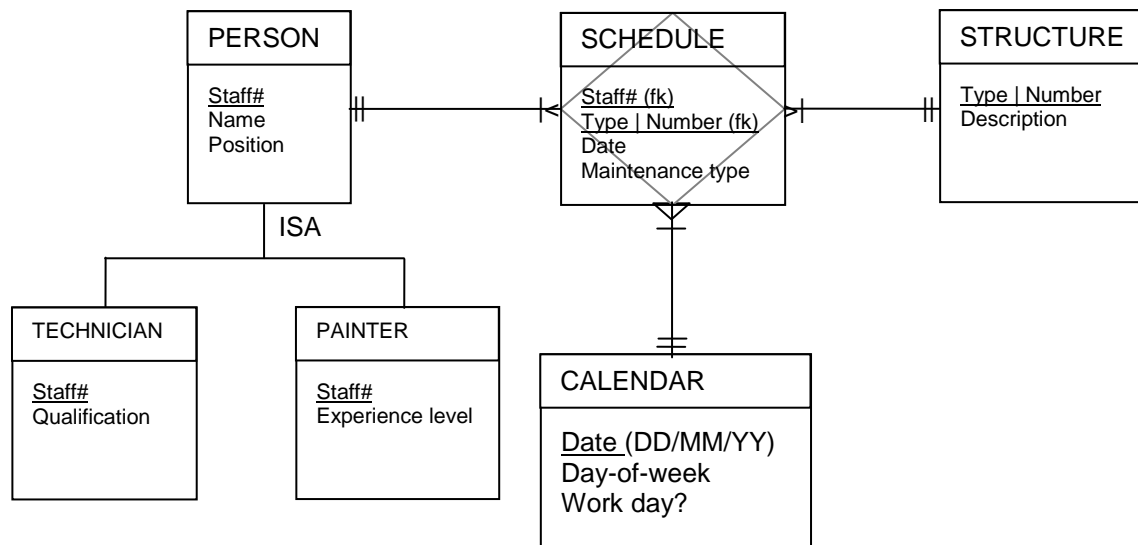 PERSON
Staff#
Name
Position
SCHEDULE
Staff# (fk)
Type | Number (fk)
Date
Maintenance type
STRUCTURE
Type | Number
Description
ISA
TECHNICIAN
Staff#
Qualification
PAINTER
Staff#
Experience level
CALENDAR
Date (DD/MM/YY)
Day-of-week
Work day?